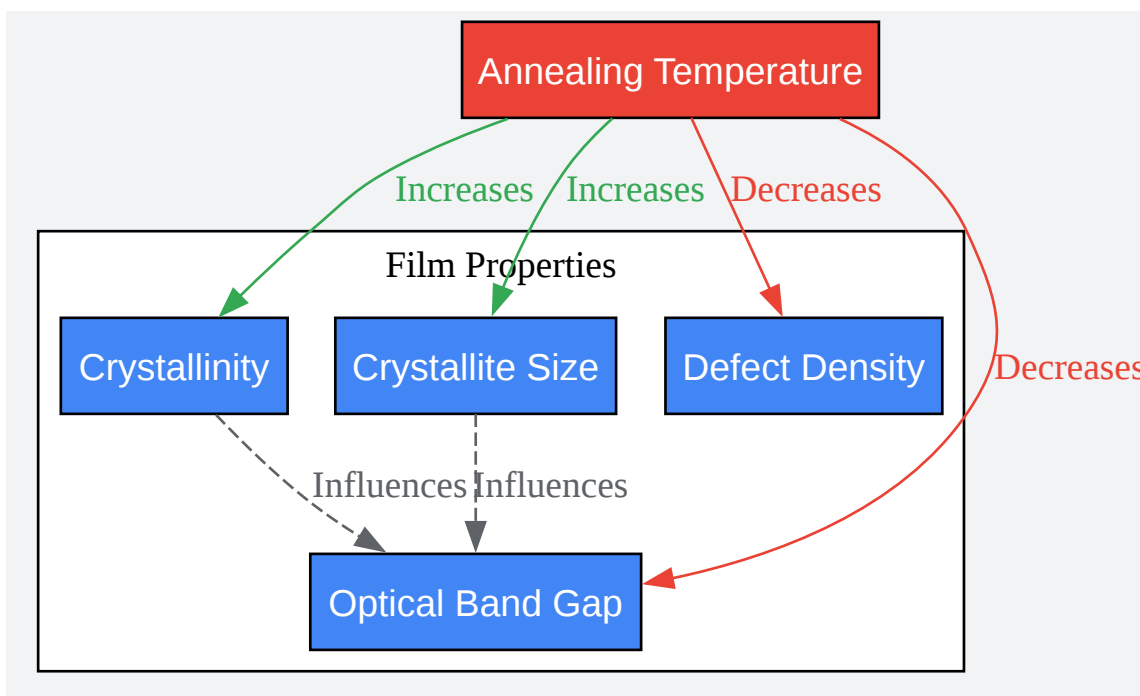 Annealing Temperature
Increases
Increases
Decreases
Film Properties
Crystallinity
Crystallite Size
Defect Density
Decreases
Influences
Influences
Optical Band Gap